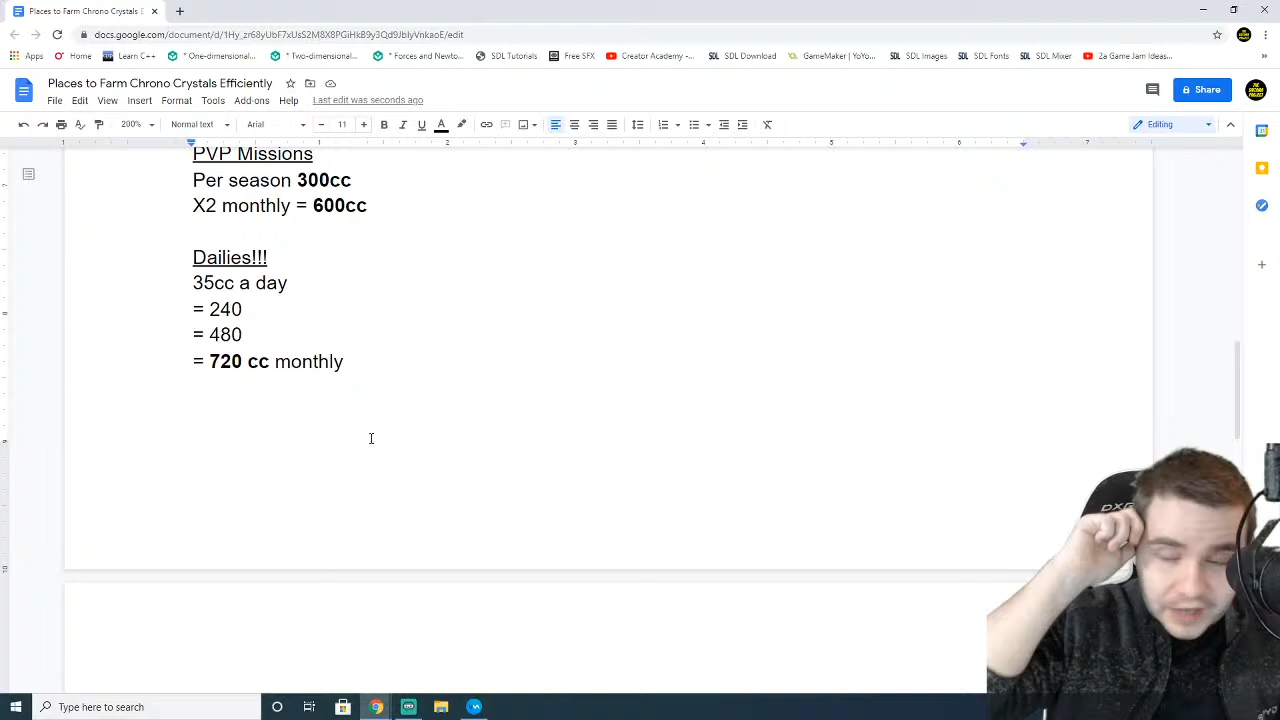 Places to Farm Chrono Crystals E
docs.google.com/document/d/1Hy_zr68yUbF7xUsS2M8X8PGiHkB9y3Qd9JblyVnkaoE/edit
Apps
Home
Learn C++
*One-dimensional...
*Two-dimensional...
* Forces and Newto...
SDL Tutorials
Free SFX
Creator Academy -...
SDL Download
GameMaker | YoYo...
SDL Images
SDL Fonts
SDL Mixer
2a Game Jam Ideas...
Places to Farm Chrono Crystals Efficiently
File Edit View Insert Format Tools Add-ons Help Last edit was seconds ago
Share
200% Normal text Arial 11 Editing
PVP Missions
Per season 300cc
X2 monthly = 600cc
Dailies!!!
35cc a day
= 240
= 480
= 720 cc monthly
Type here to search